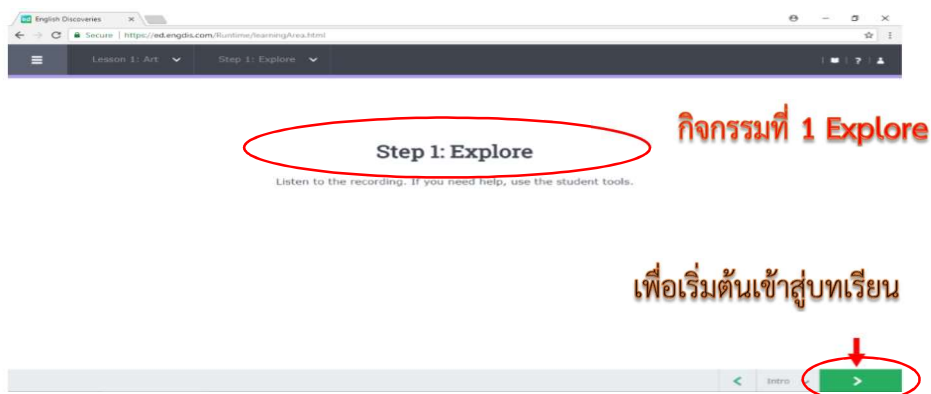 English Discoveries
Secure | https://ed.engdis.com/Runtime/learningArea.html
Lesson 1: Art
Step 1: Explore
กิจกรรมที่ 1 Explore
Step 1: Explore
Listen to the recording. If you need help, use the student tools.
เพื่อเริ่มต้นเข้าสู่บทเรียน
Intro